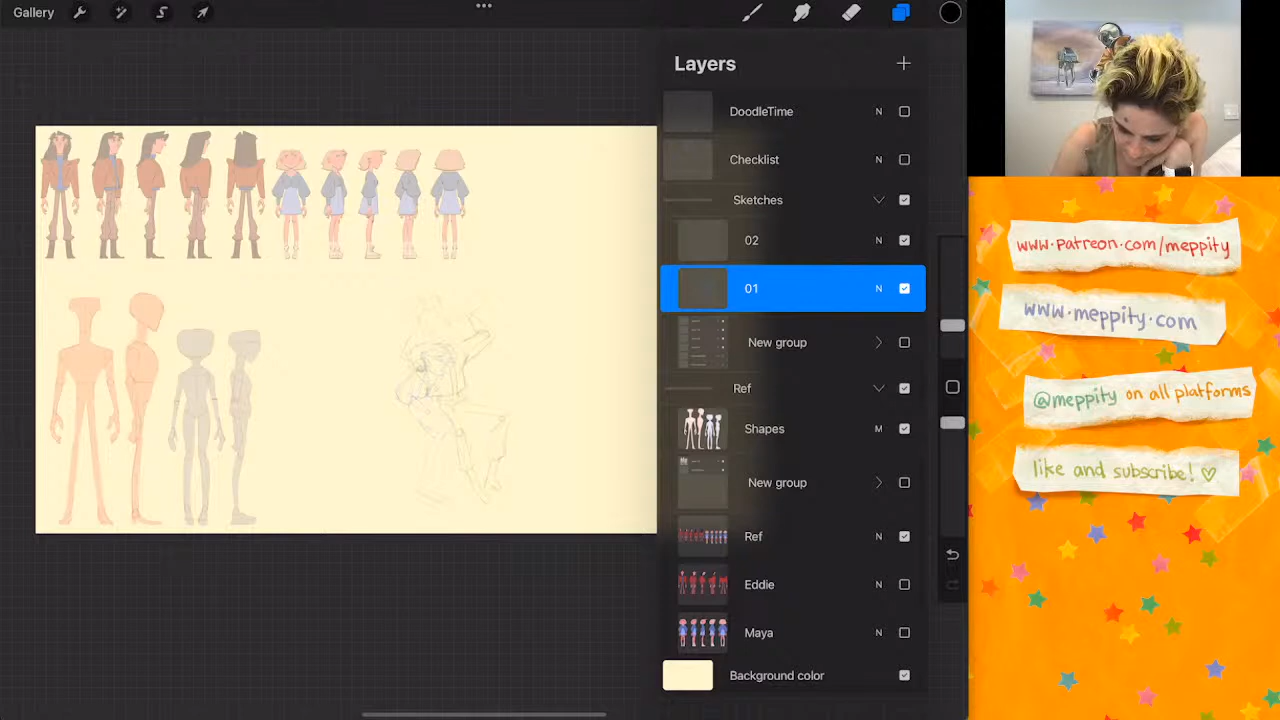 Gallery
Layers
DoodleTime N
Checklist N
Sketches
02 N
01 N
New group
Ref
Shapes M
New group
Ref N
Eddie N
Maya N
Background color
www.patreon.com/meppity
www.meppity.com
@meppity on all platforms
like and subscribe! ♡